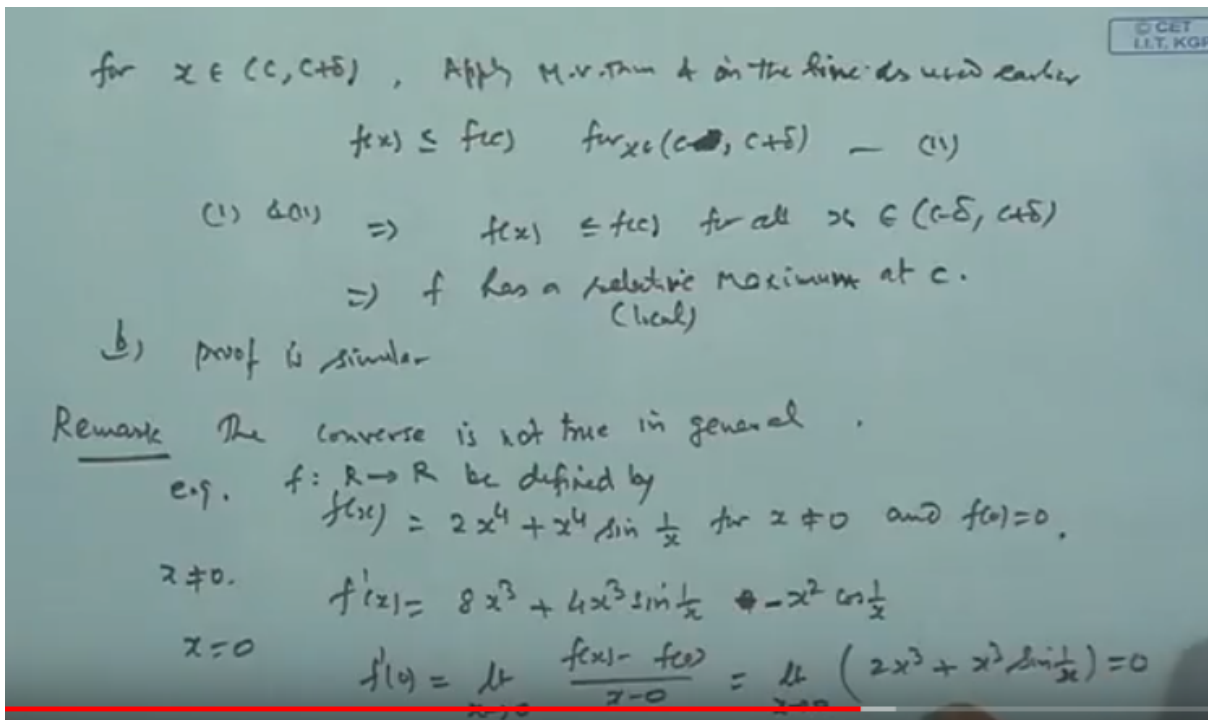 © CET
I.I.T. KGP
for x ∈ (c, c+δ) , Apply M.V. Thm & on the line as used earlier
f(x) ≤ f(c) for x∈(c, c+δ) — (11)
(1) &(11) => f(x) ≤ f(c) for all x ∈ (c-δ, c+δ)
=) f has a relative maximum at c.
(local)
b) proof is similar
Remark The converse is not true in general .
e.g. f: R→R be defined by
f(x) = 2x⁴ + x⁴ sin 1/x for x ≠ 0 and f(0)=0.
x≠0. f'(x)= 8x³ + 4x³ sin 1/x - x² cos 1/x
x=0
f'(0) = lt f(x) - f(0) / x-0 = lt ( 2x³ + x³ sin 1/x ) = 0